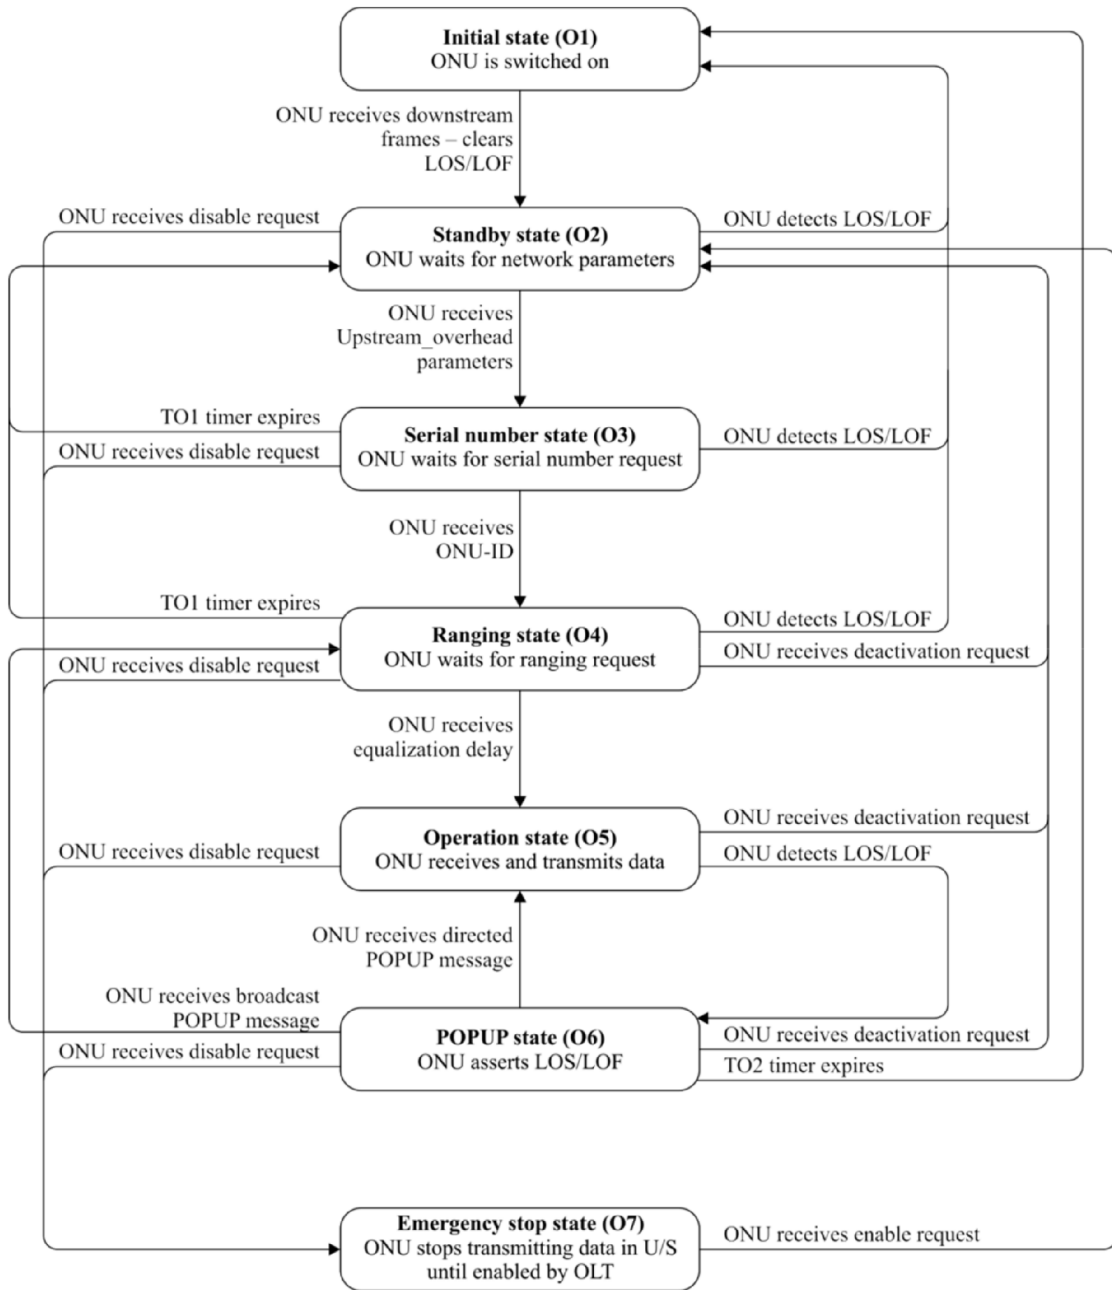 Initial state (O1)
ONU is switched on
ONU receives downstream
frames – clears
LOS/LOF
ONU receives disable request
Standby state (O2)
ONU waits for network parameters
ONU detects LOS/LOF
ONU receives
Upstream_overhead
parameters
TO1 timer expires
ONU receives disable request
Serial number state (O3)
ONU waits for serial number request
ONU detects LOS/LOF
ONU receives
ONU-ID
TO1 timer expires
ONU receives disable request
Ranging state (O4)
ONU waits for ranging request
ONU detects LOS/LOF
ONU receives deactivation request
ONU receives
equalization delay
ONU receives disable request
Operation state (O5)
ONU receives and transmits data
ONU receives deactivation request
ONU detects LOS/LOF
ONU receives directed
POPUP message
ONU receives broadcast
POPUP message
ONU receives disable request
POPUP state (O6)
ONU asserts LOS/LOF
ONU receives deactivation request
TO2 timer expires
Emergency stop state (O7)
ONU stops transmitting data in U/S
until enabled by OLT
ONU receives enable request